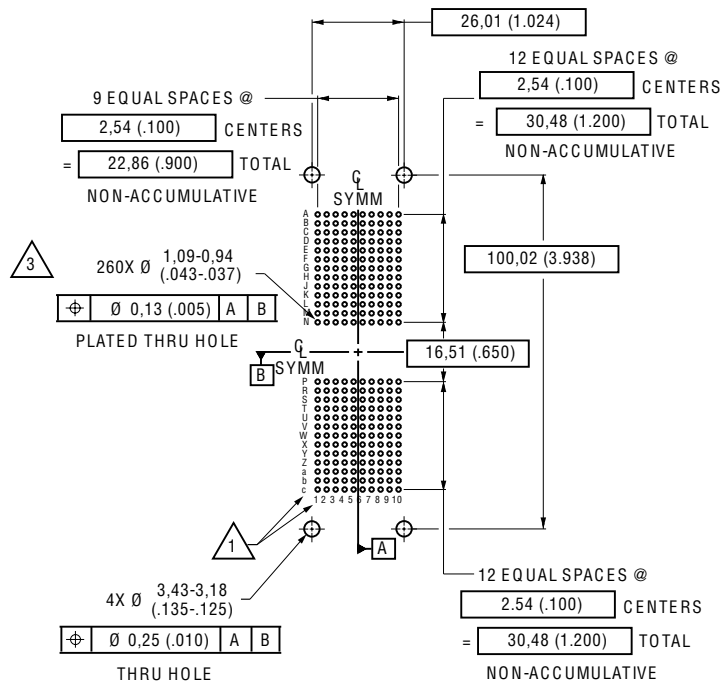 26,01 (1.024)
12 EQUAL SPACES @
2,54 (.100) CENTERS
= 30,48 (1.200) TOTAL
NON-ACCUMULATIVE
9 EQUAL SPACES @
2,54 (.100) CENTERS
= 22,86 (.900) TOTAL
NON-ACCUMULATIVE
CL
SYMM
A
B
C
D
E
F
G
H
J
K
L
M
N
3
260X Ø 1,09-0,94
(.043-.037)
⌖ Ø 0,13 (.005) A B
PLATED THRU HOLE
100,02 (3.938)
16,51 (.650)
CL
SYMM
B
P
R
S
T
U
V
W
X
Y
Z
a
b
c
1 2 3 4 5 6 7 8 9 10
1
A
4X Ø 3,43-3,18
(.135-.125)
⌖ Ø 0,25 (.010) A B
THRU HOLE
12 EQUAL SPACES @
2.54 (.100) CENTERS
= 30,48 (1.200) TOTAL
NON-ACCUMULATIVE